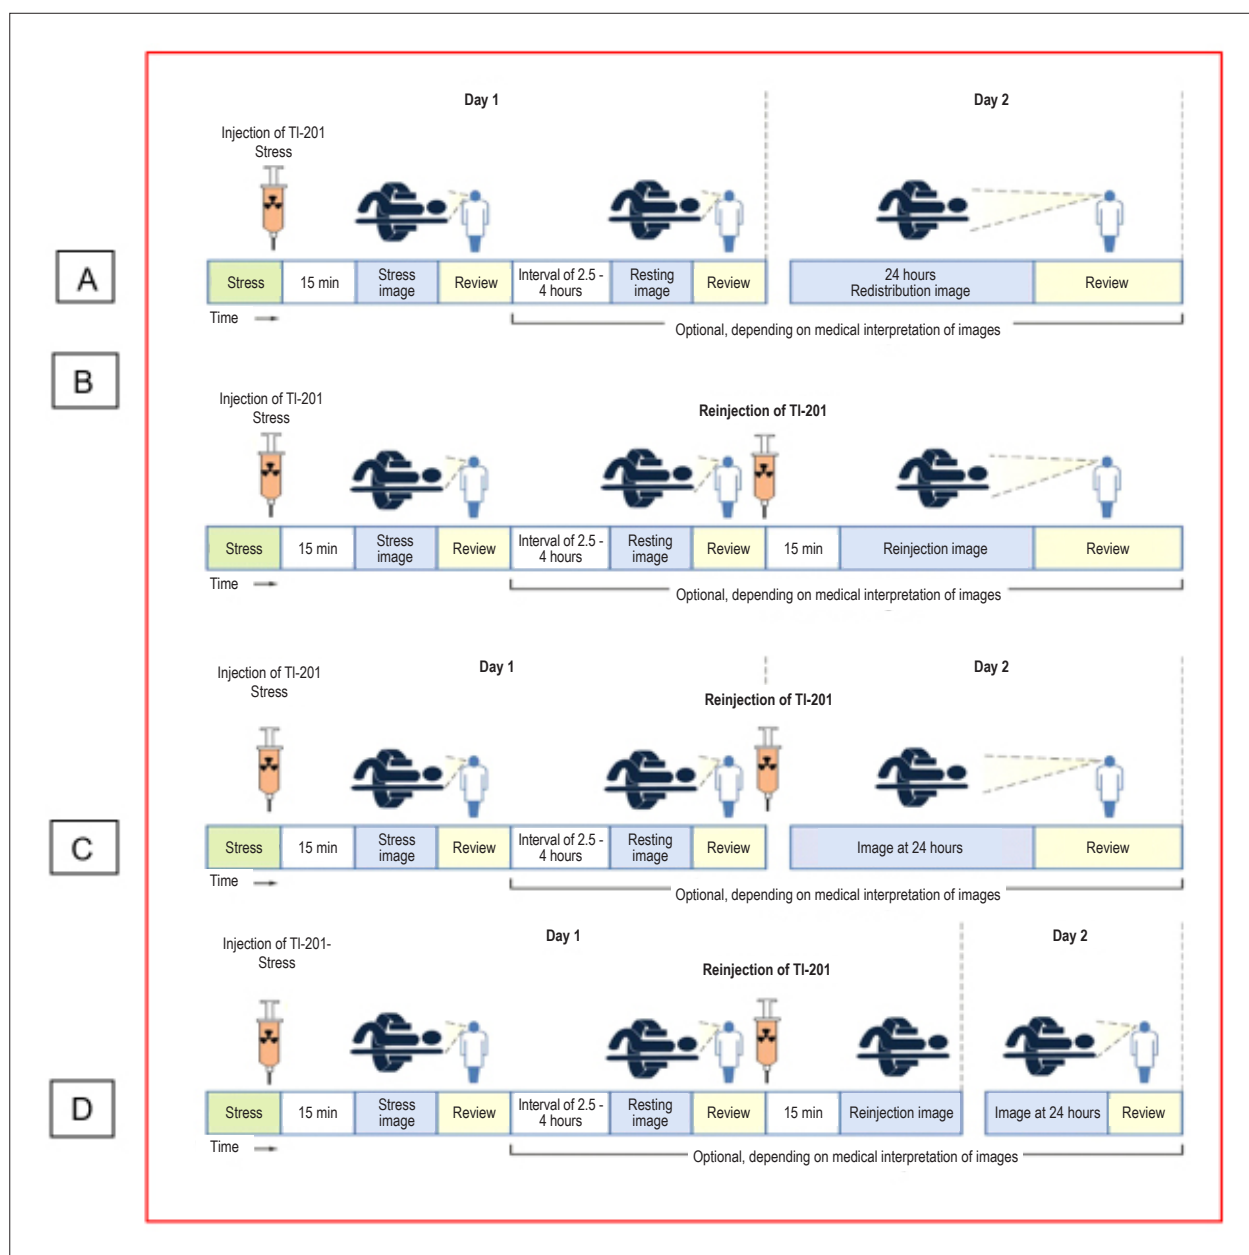 Day 1
Day 2
Injection of Tl-201
Stress
A
Stress
15 min
Stress
image
Review
Interval of 2.5 -
4 hours
Resting
image
Review
24 hours
Redistribution image
Review
Time
Optional, depending on medical interpretation of images
B
Injection of Tl-201
Stress
Reinjection of Tl-201
Stress
15 min
Stress
image
Review
Interval of 2.5 -
4 hours
Resting
image
Review
15 min
Reinjection image
Review
Time
Optional, depending on medical interpretation of images
Day 1
Day 2
Injection of Tl-201
Stress
Reinjection of Tl-201
C
Stress
15 min
Stress
image
Review
Interval of 2.5 -
4 hours
Resting
image
Review
Image at 24 hours
Review
Time
Optional, depending on medical interpretation of images
Day 1
Day 2
Injection of Tl-201-
Stress
Reinjection of Tl-201
D
Stress
15 min
Stress
image
Review
Interval of 2.5 -
4 hours
Resting
image
Review
15 min
Reinjection image
Image at 24 hours
Review
Time
Optional, depending on medical interpretation of images